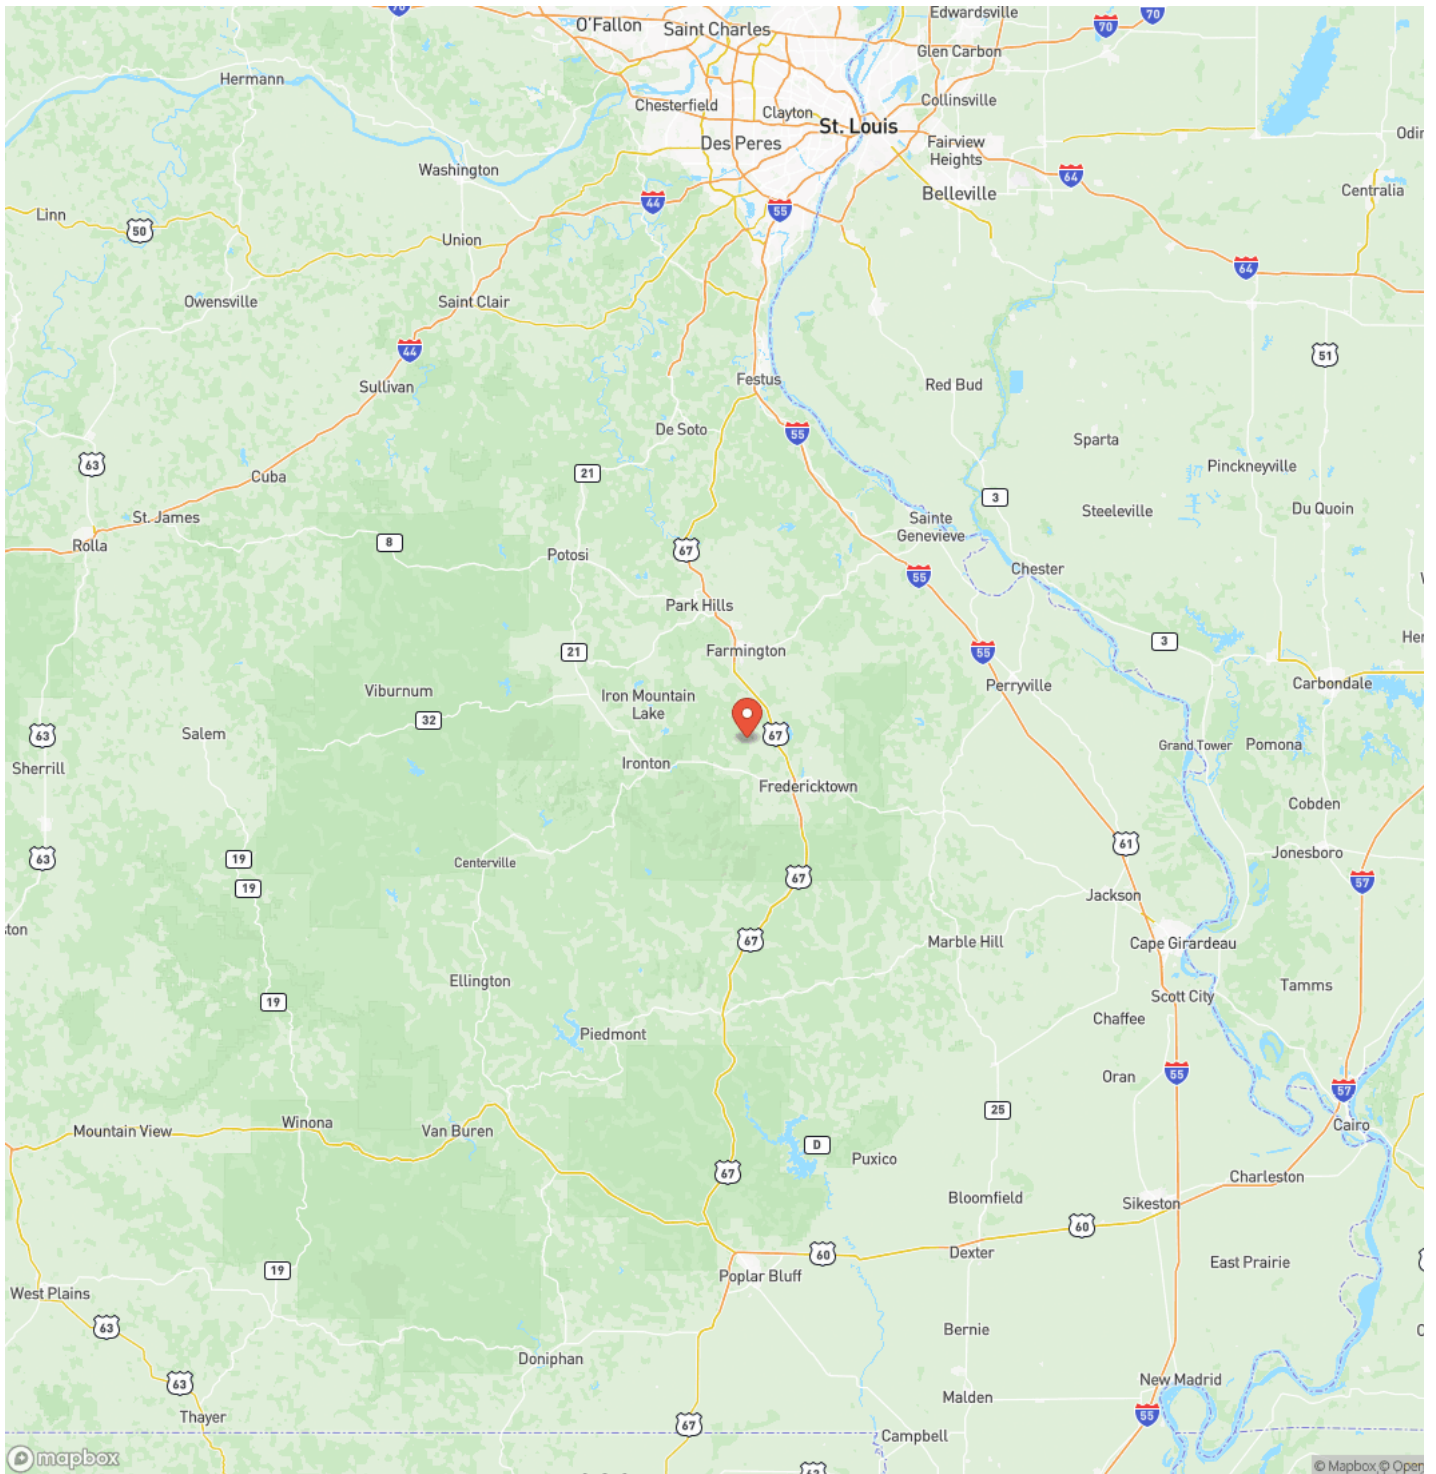 70
70
70
Edwardsville
O'Fallon
Saint Charles
Glen Carbon
Hermann
Chesterfield
Clayton
Collinsville
St. Louis
Des Peres
Fairview
Heights
Washington
44
55
Belleville
64
Centralia
Linn
50
Union
64
Owensville
Saint Clair
44
51
Sullivan
Festus
Red Bud
De Soto
55
Sparta
63
Cuba
21
Pinckneyville
3
St. James
Steeleville
Du Quoin
Sainte
Genevieve
Rolla
8
Potosi
67
55
Chester
Park Hills
21
Farmington
55
3
Viburnum
Iron Mountain
Lake
Perryville
Carbondale
32
63
Salem
67
Grand Tower
Pomona
Sherrill
Ironton
Fredericktown
Cobden
63
19
Centerville
61
Jonesboro
19
67
57
Jackson
67
Marble Hill
Cape Girardeau
Ellington
Tamms
19
Scott City
Piedmont
Chaffee
55
Oran
57
25
Winona
Van Buren
Mountain View
D
Cairo
Puxico
67
Charleston
Bloomfield
Sikeston
60
60
Dexter
East Prairie
19
Poplar Bluff
West Plains
63
Bernie
Doniphan
63
New Madrid
Malden
Thayer
67
55
Campbell
mapbox
© Mapbox © Open